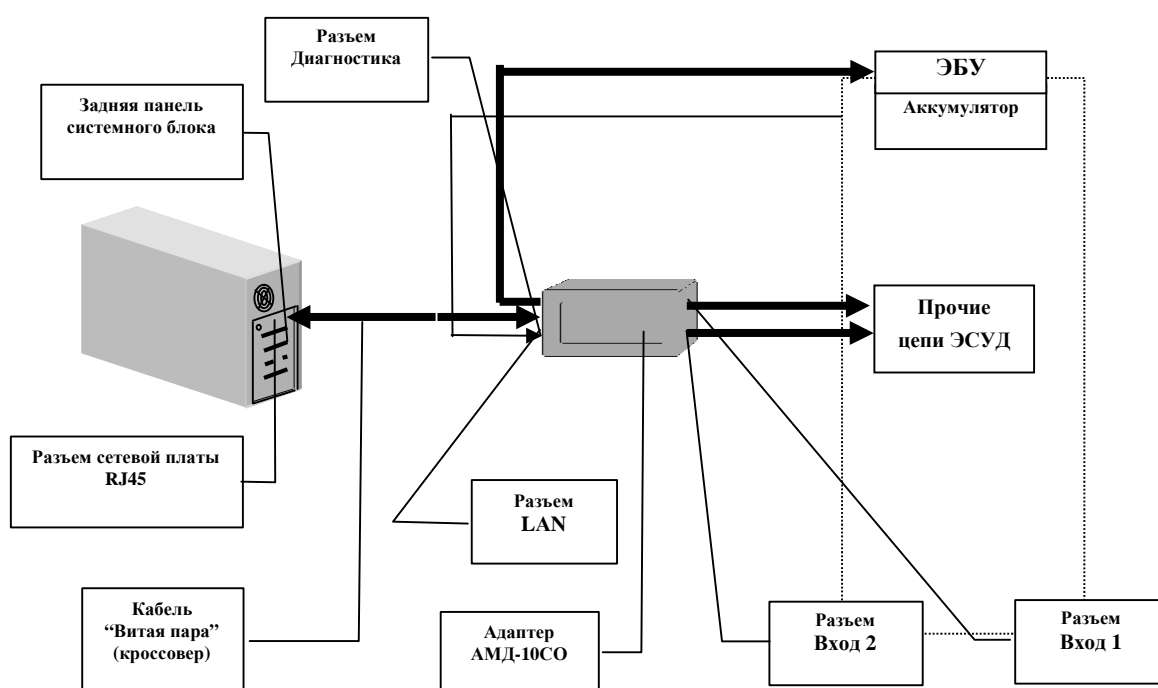 Разъем
Диагностика
ЭБУ
Аккумулятор
Задняя панель
системного блока
Прочие
цепи ЭСУД
Разъем сетевой платы
RJ45
Разъем
LAN
Кабель
“Витая пара”
(кроссовер)
Адаптер
АМД-10СО
Разъем
Вход 2
Разъем
Вход 1